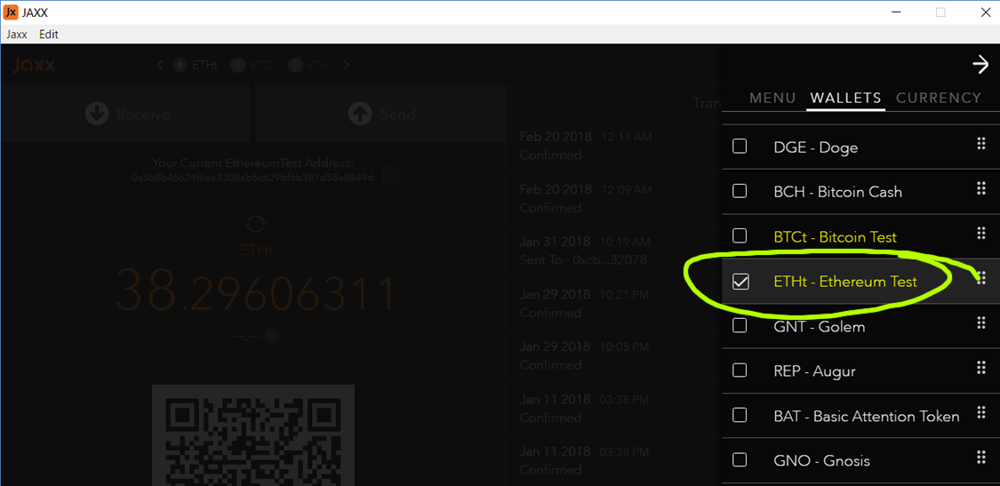 Jx JAXX
Jaxx Edit
Jaxx
ETHt BTC ETH
Receive
Send
Your Current EthereumTest Address:
ETHt
38.29606311
--.--
Tran
Feb 20 2018 12:11 AM
Confirmed
Feb 20 2018 12:09 AM
Confirmed
Jan 31 2018 10:19 AM
Sent To - 0xcb...32078
Jan 29 2018 10:21 PM
Confirmed
Jan 29 2018 10:05 PM
Confirmed
Jan 11 2018 03:38 PM
Confirmed
Jan 11 2018 03:38 PM
Confirmed
MENU WALLETS CURRENCY
DGE - Doge
BCH - Bitcoin Cash
BTCt - Bitcoin Test
ETHt - Ethereum Test
GNT - Golem
REP - Augur
BAT - Basic Attention Token
GNO - Gnosis